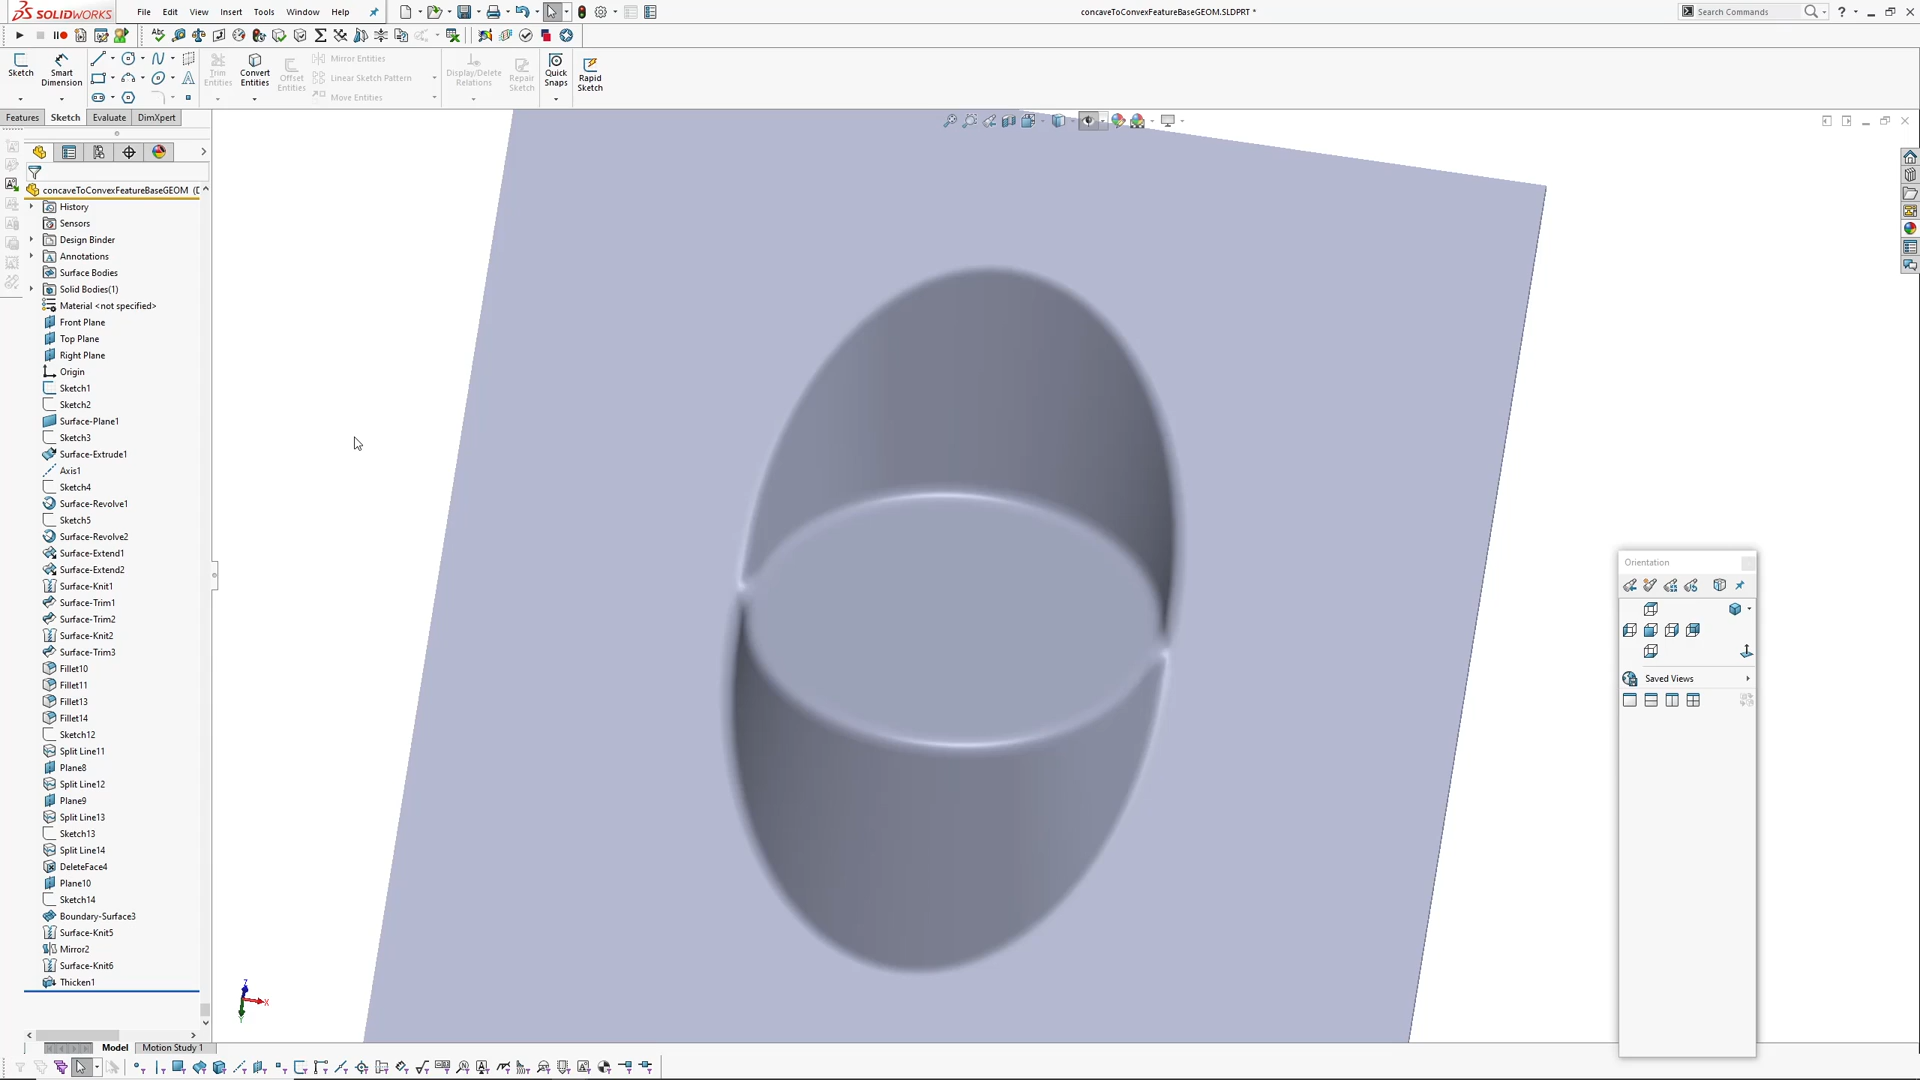 SOLIDWORKS File Edit View Insert Tools Window Help concaveToConvexFeatureBaseGEOM.SLDPRT * Search Commands
Sketch
Smart Dimension
Trim Entities
Convert Entities
Offset Entities
Mirror Entities
Linear Sketch Pattern
Move Entities
Display/Delete Relations
Repair Sketch
Quick Snaps
Rapid Sketch
Features Sketch Evaluate DimXpert
concaveToConvexFeatureBaseGEOM (D
History
Sensors
Design Binder
Annotations
Surface Bodies
Solid Bodies(1)
Material <not specified>
Front Plane
Top Plane
Right Plane
Origin
Sketch1
Sketch2
Surface-Plane1
Sketch3
Surface-Extrude1
Axis1
Sketch4
Surface-Revolve1
Sketch5
Surface-Revolve2
Surface-Extend1
Surface-Extend2
Surface-Knit1
Surface-Trim1
Surface-Trim2
Surface-Knit2
Surface-Trim3
Fillet10
Fillet11
Fillet13
Fillet14
Sketch12
Split Line11
Plane8
Split Line12
Plane9
Split Line13
Sketch13
Split Line14
DeleteFace4
Plane10
Sketch14
Boundary-Surface3
Surface-Knit5
Mirror2
Surface-Knit6
Thicken1
Orientation
Saved Views
Z
X
Y
Model Motion Study 1